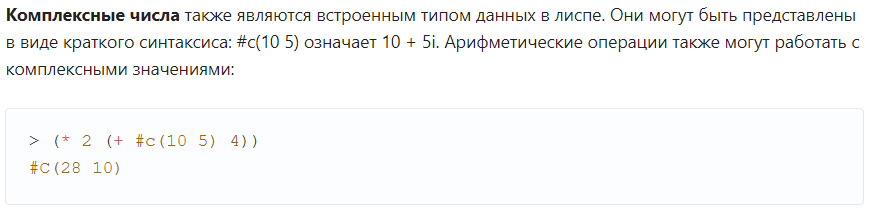 Комплексные числа также являются встроенным типом данных в лиспе. Они могут быть представлены
в виде краткого синтаксиса: #c(10 5) означает 10 + 5i. Арифметические операции также могут работать с
комплексными значениями:
> (* 2 (+ #c(10 5) 4))
#C(28 10)